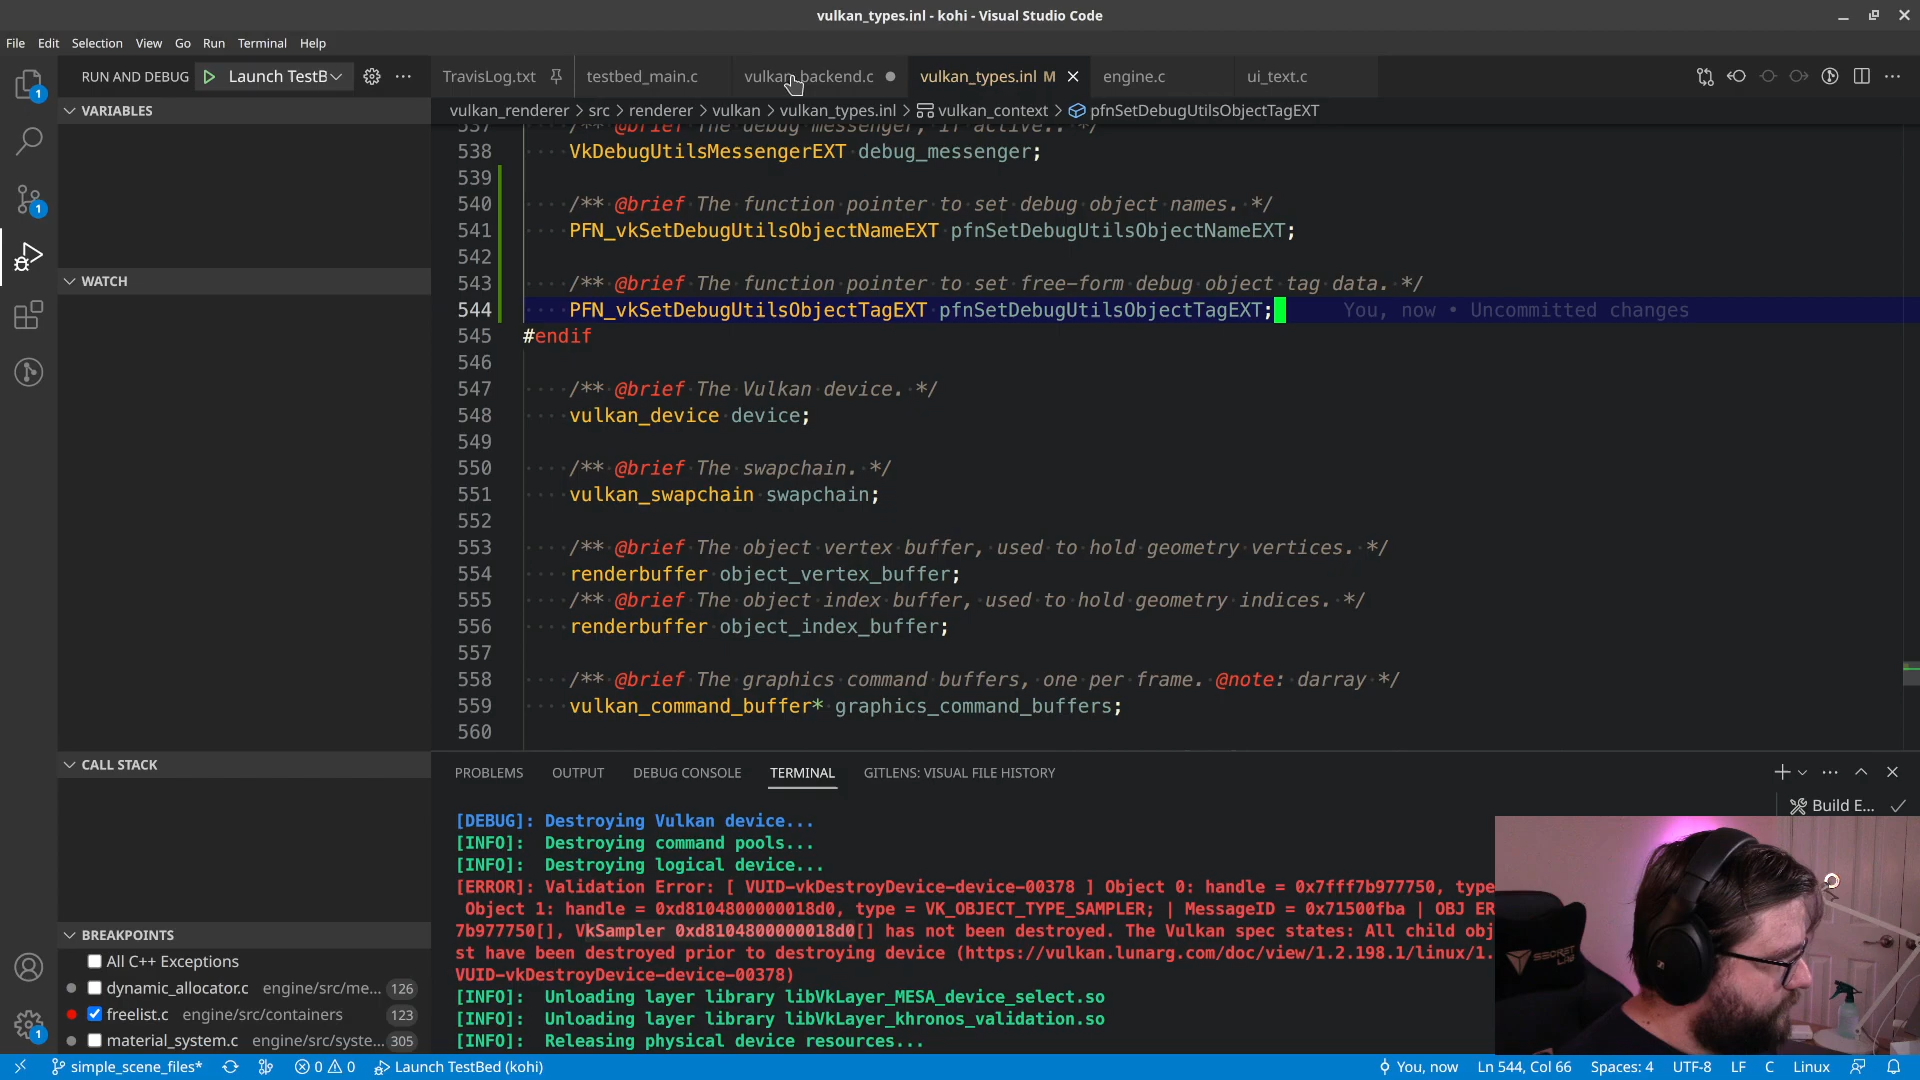 vulkan_types.inl - kohi - Visual Studio Code
File Edit Selection View Go Run Terminal Help
RUN AND DEBUG Launch TestB
TravisLog.txt testbed_main.c vulkan_backend.c vulkan_types.inl M engine.c ui_text.c
vulkan_renderer > src > renderer > vulkan > vulkan_types.inl > vulkan_context > pfnSetDebugUtilsObjectTagEXT
VARIABLES
WATCH
CALL STACK
BREAKPOINTS
All C++ Exceptions
dynamic_allocator.c engine/src/me... 126
freelist.c engine/src/containers 123
material_system.c engine/src/syste... 305
537 /** @brief The debug messenger, if active.. */
538 VkDebugUtilsMessengerEXT debug_messenger;
539
540 /** @brief The function pointer to set debug object names. */
541 PFN_vkSetDebugUtilsObjectNameEXT pfnSetDebugUtilsObjectNameEXT;
542
543 /** @brief The function pointer to set free-form debug object tag data. */
544 PFN_vkSetDebugUtilsObjectTagEXT pfnSetDebugUtilsObjectTagEXT; You, now • Uncommitted changes
545 #endif
546
547 /** @brief The Vulkan device. */
548 vulkan_device device;
549
550 /** @brief The swapchain. */
551 vulkan_swapchain swapchain;
552
553 /** @brief The object vertex buffer, used to hold geometry vertices. */
554 renderbuffer object_vertex_buffer;
555 /** @brief The object index buffer, used to hold geometry indices. */
556 renderbuffer object_index_buffer;
557
558 /** @brief The graphics command buffers, one per frame. @note: darray */
559 vulkan_command_buffer* graphics_command_buffers;
560
PROBLEMS OUTPUT DEBUG CONSOLE TERMINAL GITLENS: VISUAL FILE HISTORY
Build E...
[DEBUG]: Destroying Vulkan device...
[INFO]: Destroying command pools...
[INFO]: Destroying logical device...
[ERROR]: Validation Error: [ VUID-vkDestroyDevice-device-00378 ] Object 0: handle = 0x7fff7b977750, type
Object 1: handle = 0xd8104800000018d0, type = VK_OBJECT_TYPE_SAMPLER; | MessageID = 0x71500fba | OBJ ER
7b977750[], VkSampler 0xd8104800000018d0[] has not been destroyed. The Vulkan spec states: All child obj
st have been destroyed prior to destroying device (https://vulkan.lunarg.com/doc/view/1.2.198.1/linux/1.
VUID-vkDestroyDevice-device-00378)
[INFO]: Unloading layer library libVkLayer_MESA_device_select.so
[INFO]: Unloading layer library libVkLayer_khronos_validation.so
[INFO]: Releasing physical device resources...
simple_scene_files* 0 0 Launch TestBed (kohi) You, now Ln 544, Col 66 Spaces: 4 UTF-8 LF C Linux